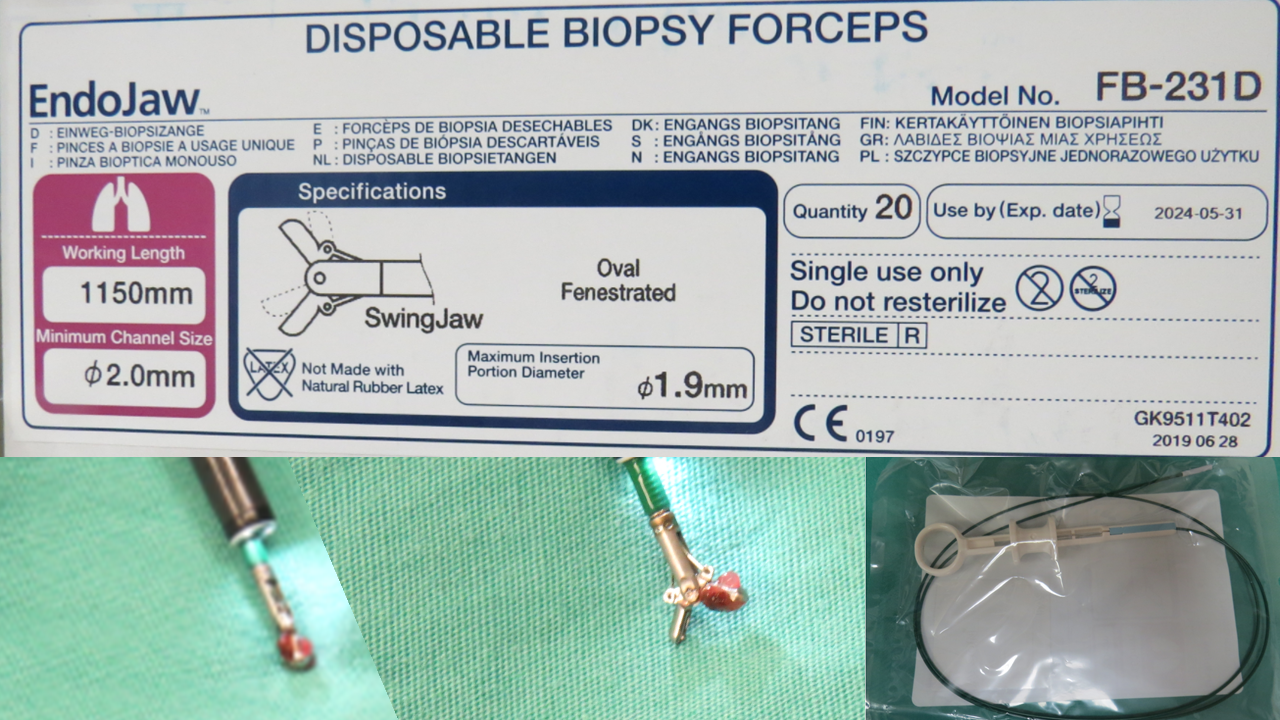 DISPOSABLE BIOPSY FORCEPS
EndoJaw™
Model No. FB-231D
D : EINWEG-BIOPSIZANGE
F : PINCES A BIOPSIE A USAGE UNIQUE
I : PINZA BIOPTICA MONOUSO
E : FORCÈPS DE BIOPSIA DESECHABLES
P : PINÇAS DE BIÓPSIA DESCARTÁVEIS
NL : DISPOSABLE BIOPSIETANGEN
DK : ENGANGS BIOPSITANG
S : ENGÅNGS BIOPSITÅNG
N : ENGANGS BIOPSITANG
FIN: KERTAKÄYTTÖINEN BIOPSIAPIHTI
GR: ΛΑΒΙΔΕΣ ΒΙΟΨΙΑΣ ΜΙΑΣ ΧΡΗΣΕΩΣ
PL : SZCZYPCE BIOPSYJNE JEDNORAZOWEGO UŻYTKU
Working Length
1150mm
Minimum Channel Size
φ2.0mm
Specifications
SwingJaw
Oval
Fenestrated
LATEX
Not Made with
Natural Rubber Latex
Maximum Insertion
Portion Diameter
φ1.9mm
Quantity 20
Use by (Exp. date) 2024-05-31
Single use only
Do not resterilize
2
2
STERILIZE
STERILE R
CE 0197
GK9511T402
2019 06 28